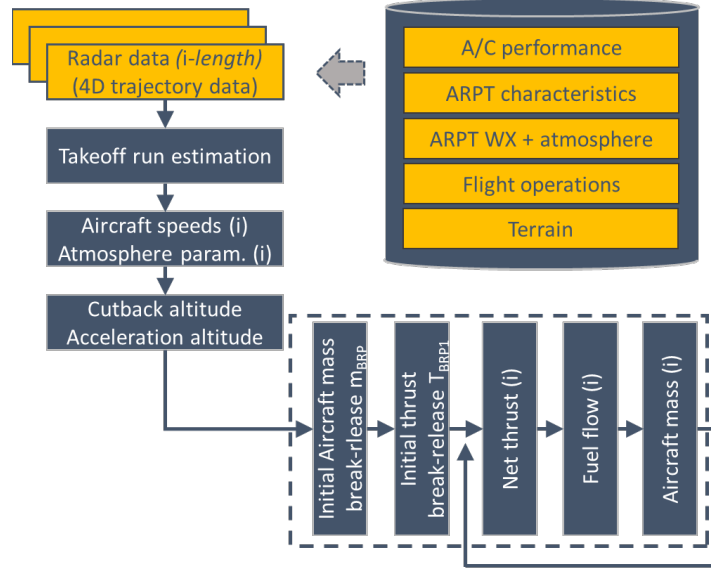 Radar data (i-length)
(4D trajectory data)
Takeoff run estimation
Aircraft speeds (i)
Atmosphere param. (i)
Cutback altitude
Acceleration altitude
A/C performance
ARPT characteristics
ARPT WX + atmosphere
Flight operations
Terrain
Initial Aircraft mass
break-rlease mBRP
Initial thrust
break-release TBRP1
Net thrust (i)
Fuel flow (i)
Aircraft mass (i)